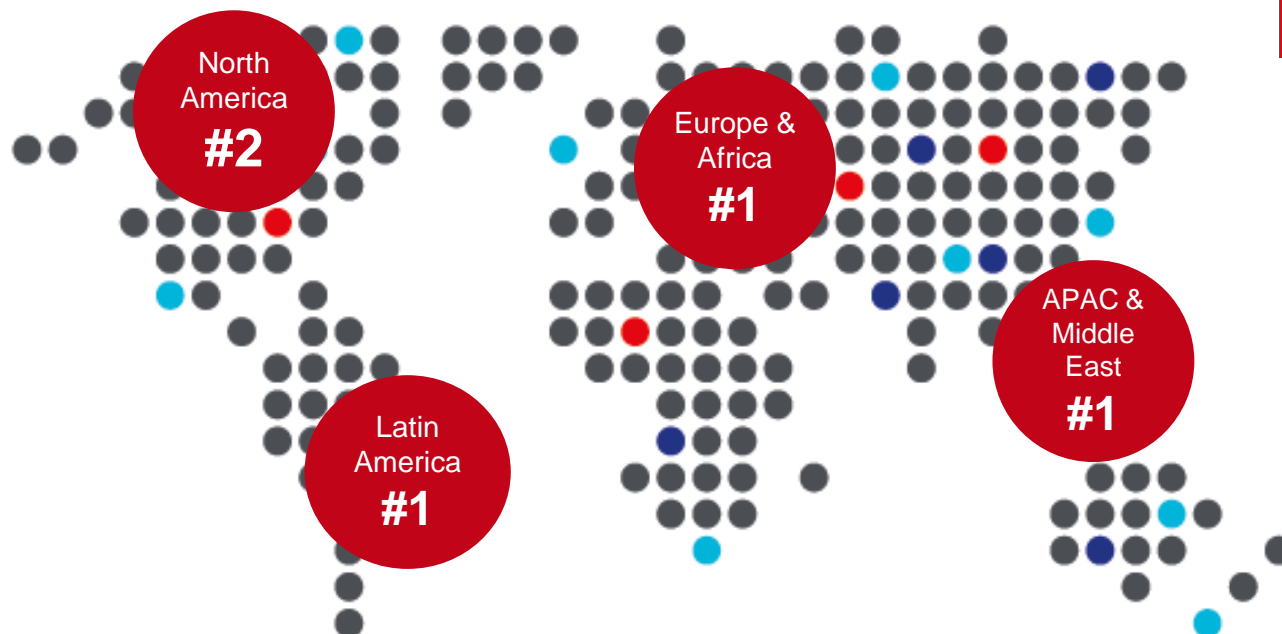 North
America
#2
Europe &
Africa
#1
APAC &
Middle
East
#1
Latin
America
#1